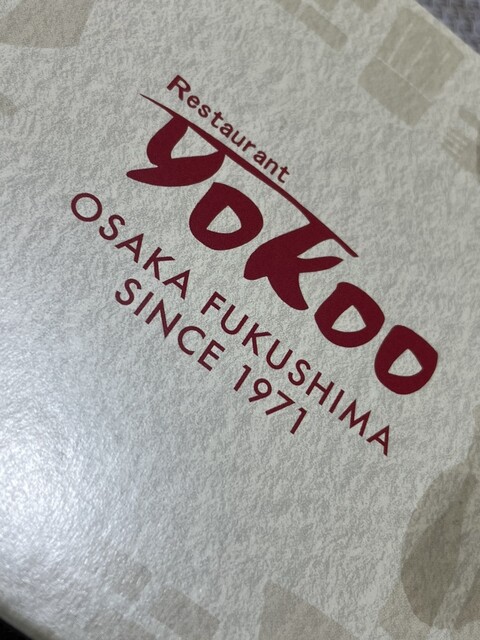 Restaurant
YOKOO
OSAKA FUKUSHIMA
SINCE 1971